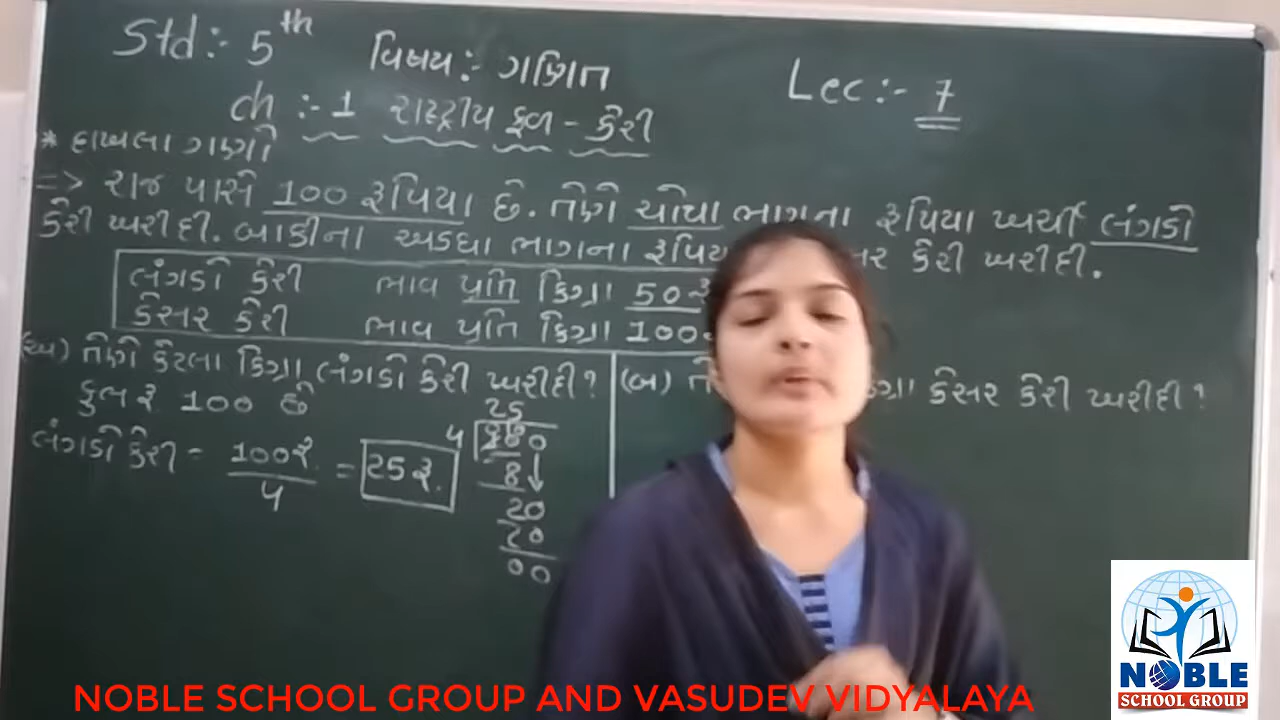 Std :- 5th
વિષય :- ગણિત
Lec :- 7
ch :- 1 રાષ્ટ્રીય ફળ - કેરી
* દાખલા ગણો
=> રાજ પાસે 100 રૂપિયા છે. તેણે ચોથા ભાગના રૂપિયા ખર્ચી લંગડો
કેરી ખરીદી. બાકીના અડધા ભાગના કેરી ખરીદી.
લંગડો કેરી ભાવ પ્રતિ કિગ્રા 50 રૂ
કેસર કેરી ભાવ પ્રતિ કિગ્રા 100
(અ) તેણે કેટલા કિગ્રા લંગડો કેરી ખરીદી?
કુલ રૂ 100 છે
લંગડો કેરી = 100રૂ. / 4 = 25 રૂ.
25
4 100
8
20
20
00
(બ) કેસર કેરી ખરીદી?
NOBLE SCHOOL GROUP AND VASUDEV VIDYALAYA
NOBLE
SCHOOL GROUP